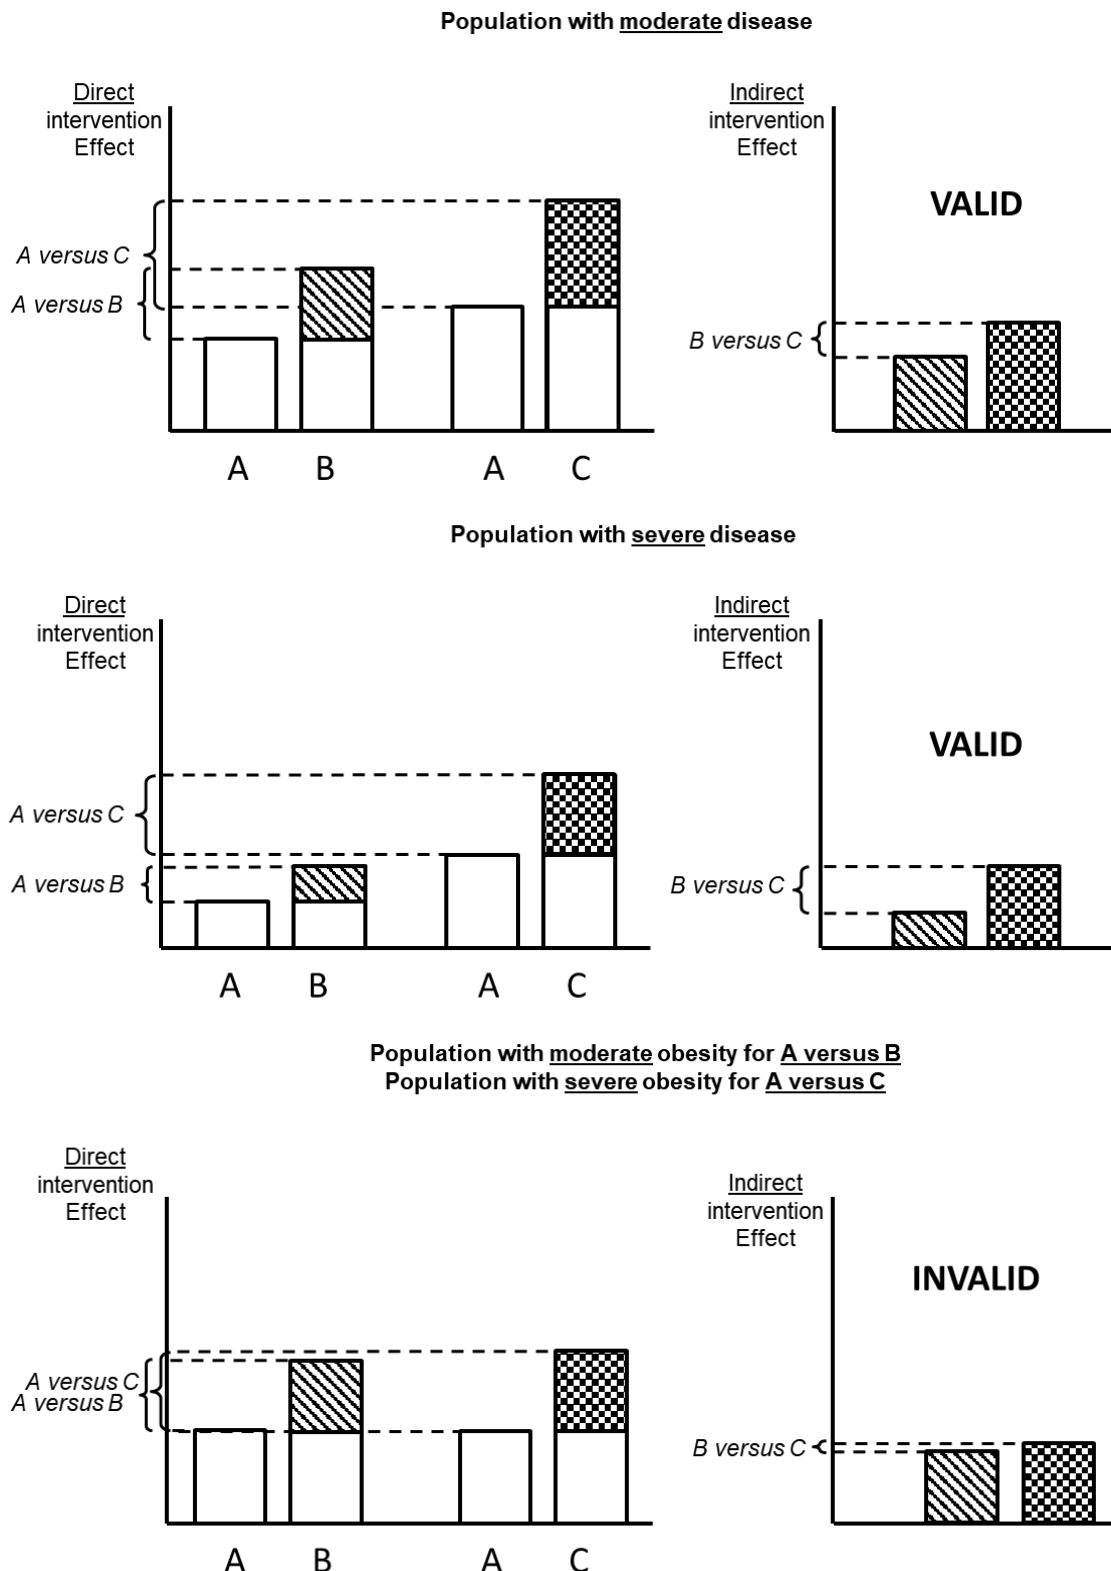 Population with moderate disease
Direct
intervention
Effect
Indirect
intervention
Effect
VALID
A versus C
A versus B
B versus C
A B A C
Population with severe disease
Direct
intervention
Effect
Indirect
intervention
Effect
VALID
A versus C
A versus B
B versus C
A B A C
Population with moderate obesity for A versus B
Population with severe obesity for A versus C
Direct
intervention
Effect
Indirect
intervention
Effect
INVALID
A versus C
A versus B
B versus C
A B A C